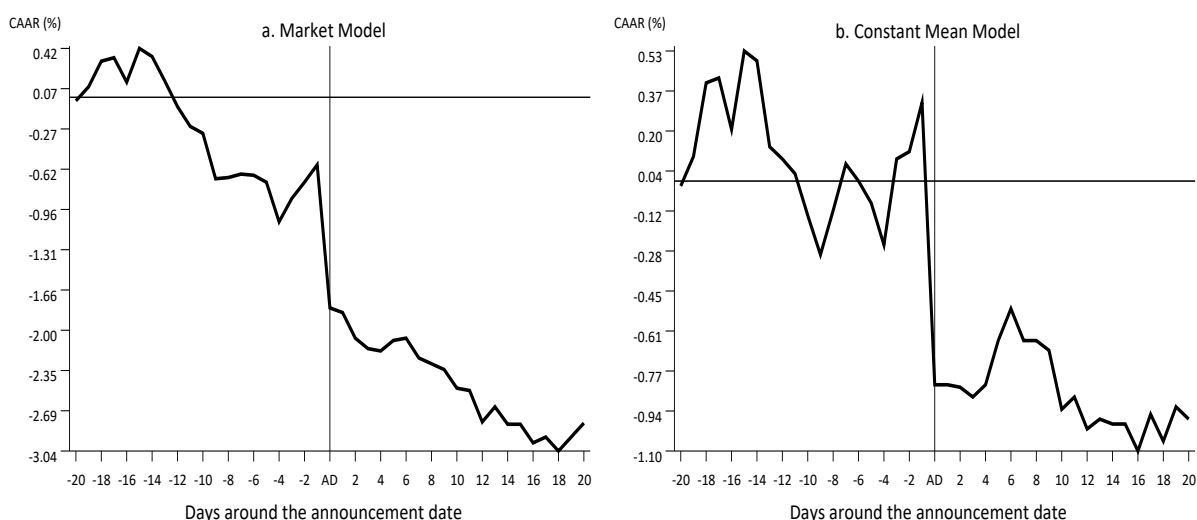 CAAR (%)
a. Market Model
0.42
0.07
-0.27
-0.62
-0.96
-1.31
-1.66
-2.00
-2.35
-2.69
-3.04
-20 -18 -16 -14 -12 -10 -8 -6 -4 -2 AD 2 4 6 8 10 12 14 16 18 20
Days around the announcement date
CAAR (%)
b. Constant Mean Model
0.53
0.37
0.20
0.04
-0.12
-0.28
-0.45
-0.61
-0.77
-0.94
-1.10
-20 -18 -16 -14 -12 -10 -8 -6 -4 -2 AD 2 4 6 8 10 12 14 16 18 20
Days around the announcement date